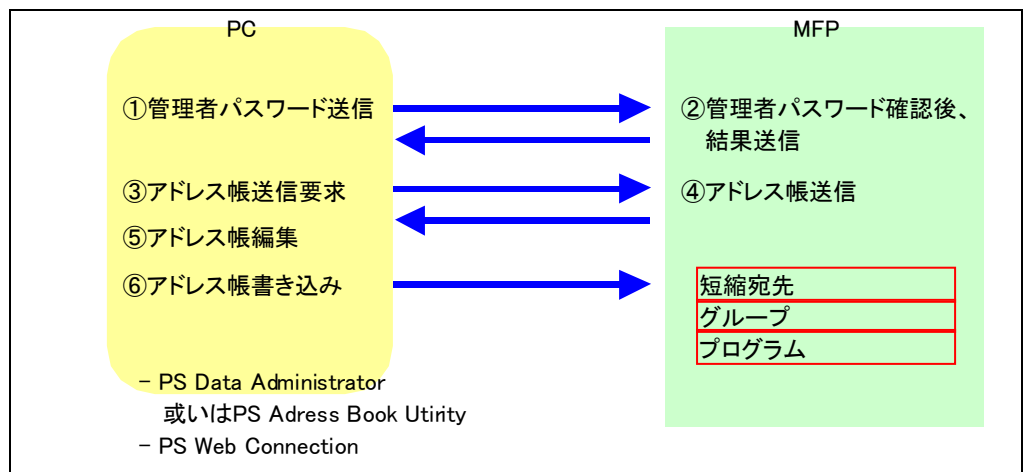 PC
MFP
①管理者パスワード送信
②管理者パスワード確認後、
結果送信
③アドレス帳送信要求
④アドレス帳送信
⑤アドレス帳編集
⑥アドレス帳書き込み
短縮宛先
グループ
プログラム
- PS Data Administrator
或いはPS Adress Book Utirity
- PS Web Connection